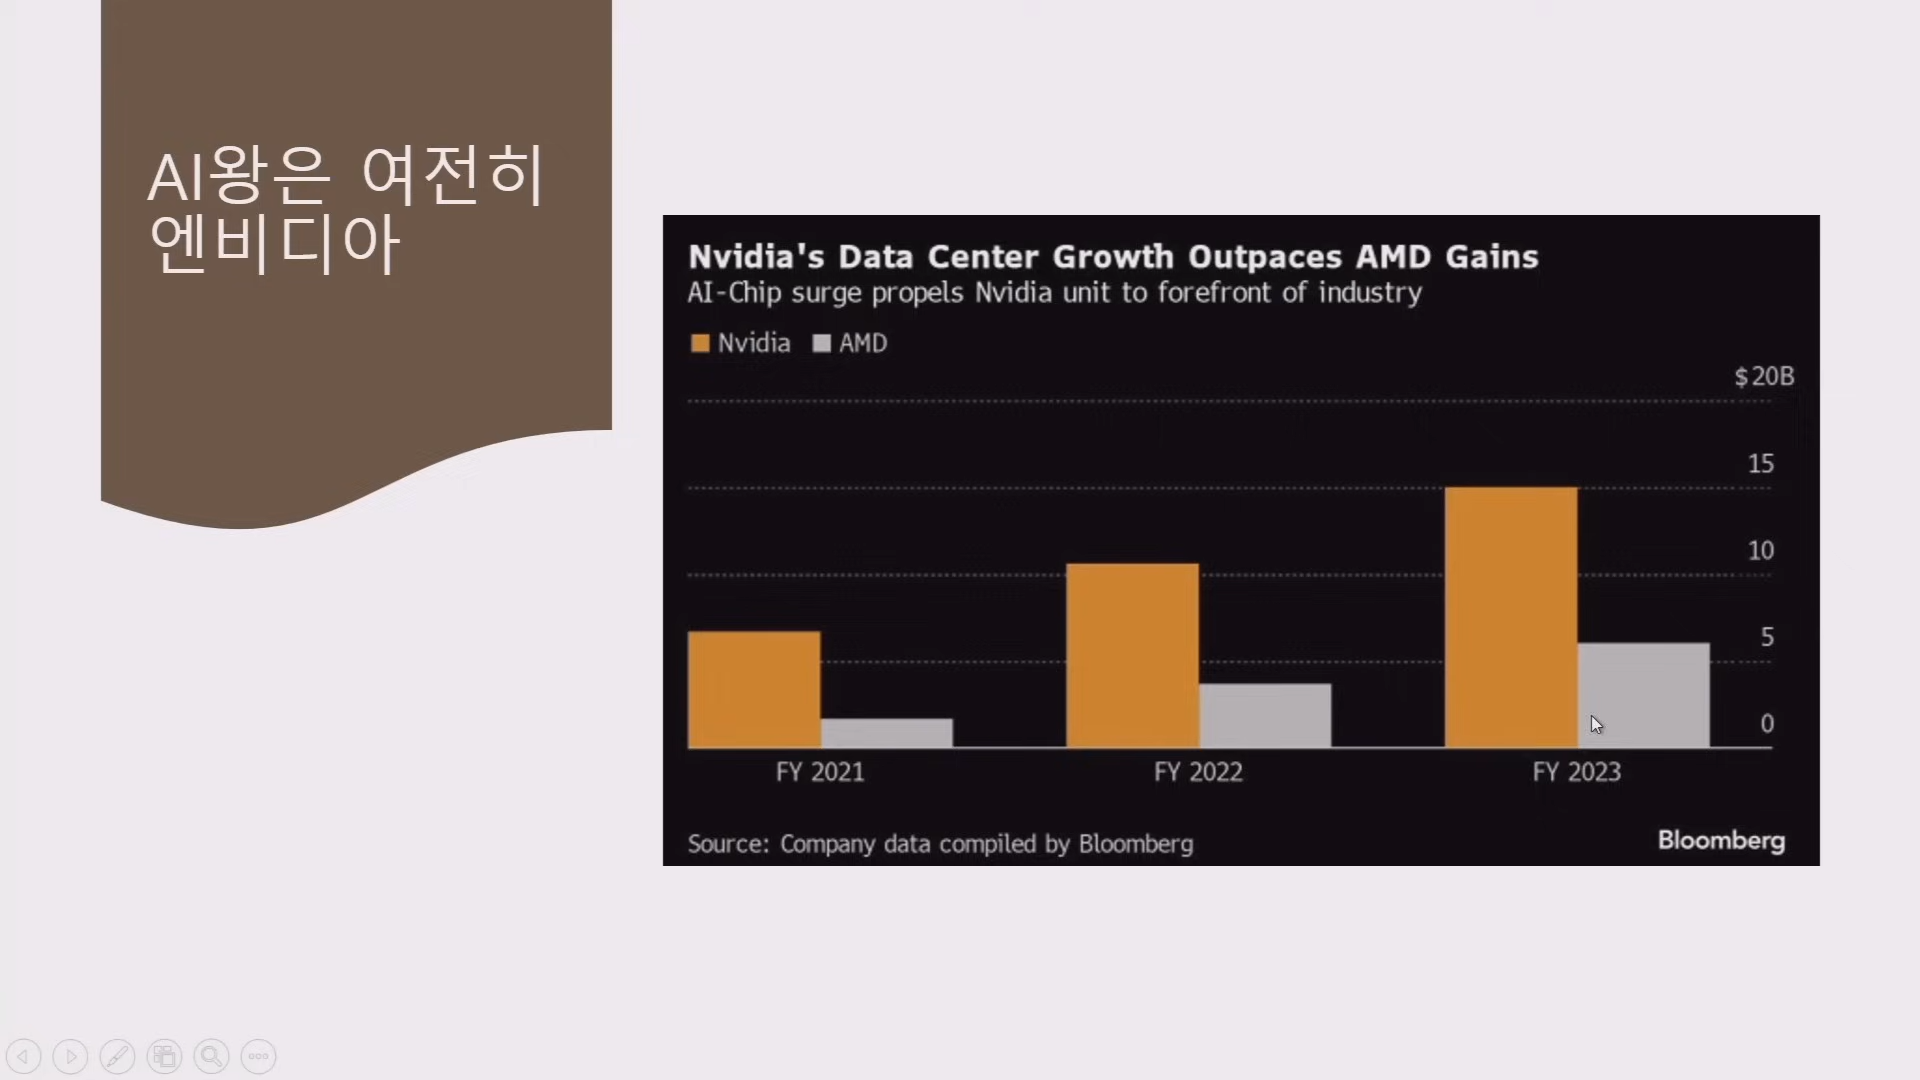 AI왕은 여전히
엔비디아
Nvidia's Data Center Growth Outpaces AMD Gains
AI-Chip surge propels Nvidia unit to forefront of industry
Nvidia AMD
$20B
15
10
5
0
FY 2021 FY 2022 FY 2023
Source: Company data compiled by Bloomberg
Bloomberg